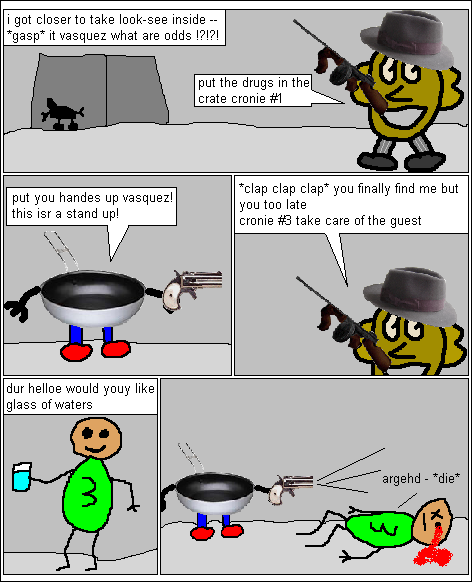 i got closer to take look-see inside --
*gasp* it vasquez what are odds !?!?!
put the drugs in the
crate cronie #1
put you handes up vasquez!
this isr a stand up!
*clap clap clap* you finally find me but
you too late
cronie #3 take care of the guest
dur helloe would youy like
glass of waters
3
argehd - *die*
3